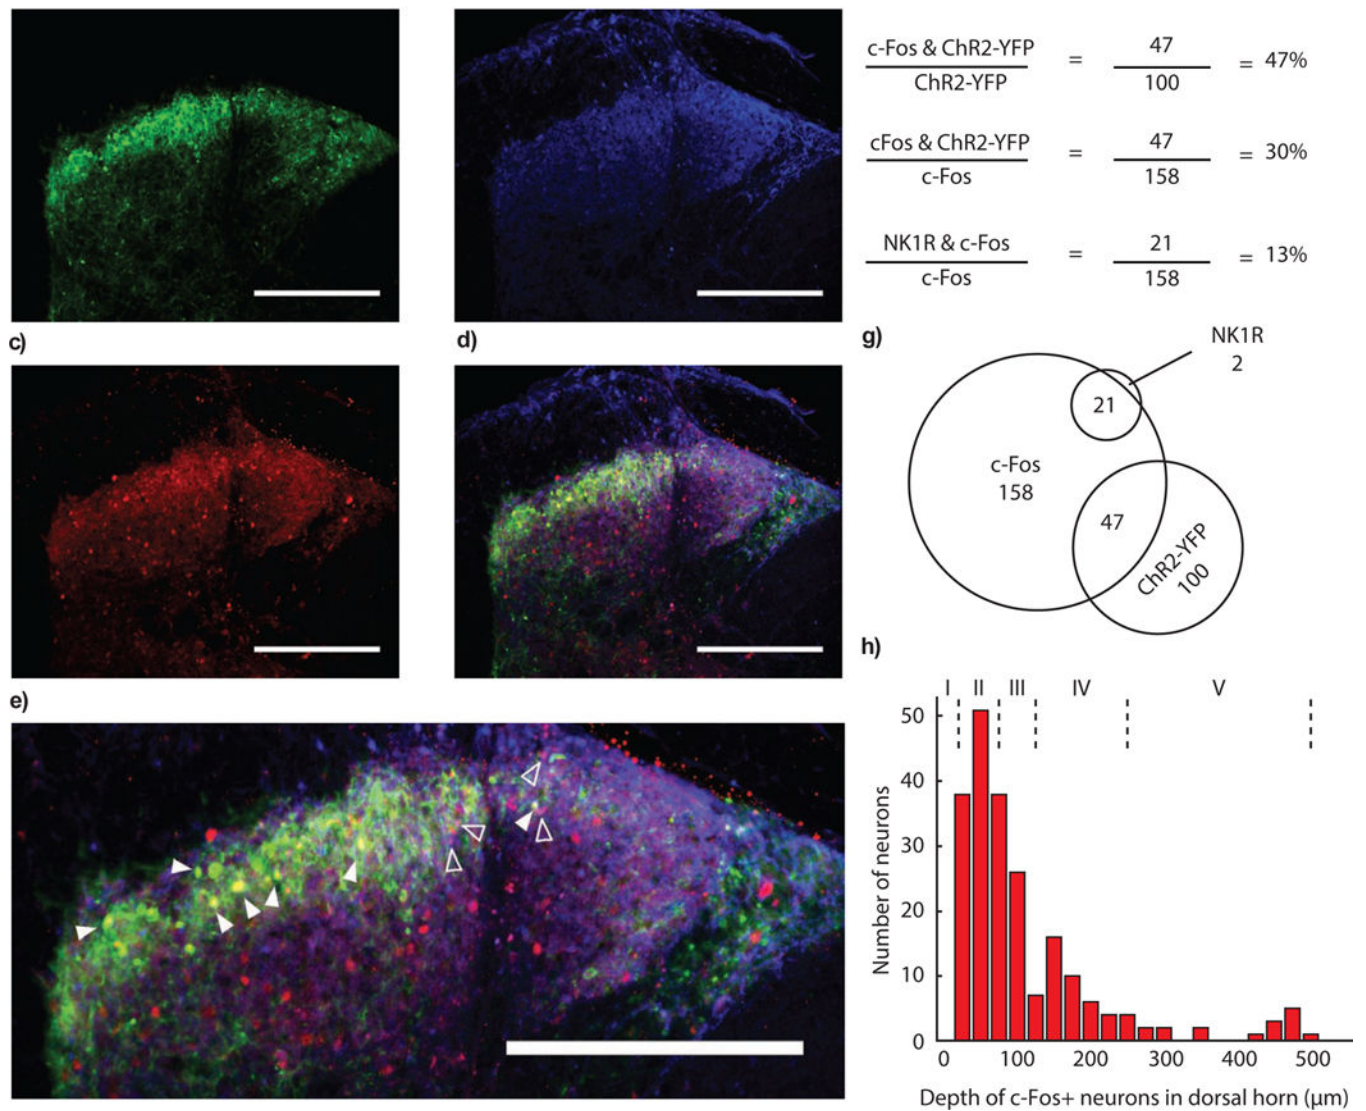 c-Fos & ChR2-YFP = 47 = 47%
ChR2-YFP 100
cFos & ChR2-YFP = 47 = 30%
c-Fos 158
NK1R & c-Fos = 21 = 13%
c-Fos 158
c)
d)
g)
NK1R
2
21
c-Fos
158
47
ChR2-YFP
100
e)
h)
I II III IV V
50
40
30
20
10
0
Number of neurons
0 100 200 300 400 500
Depth of c-Fos+ neurons in dorsal horn (μm)